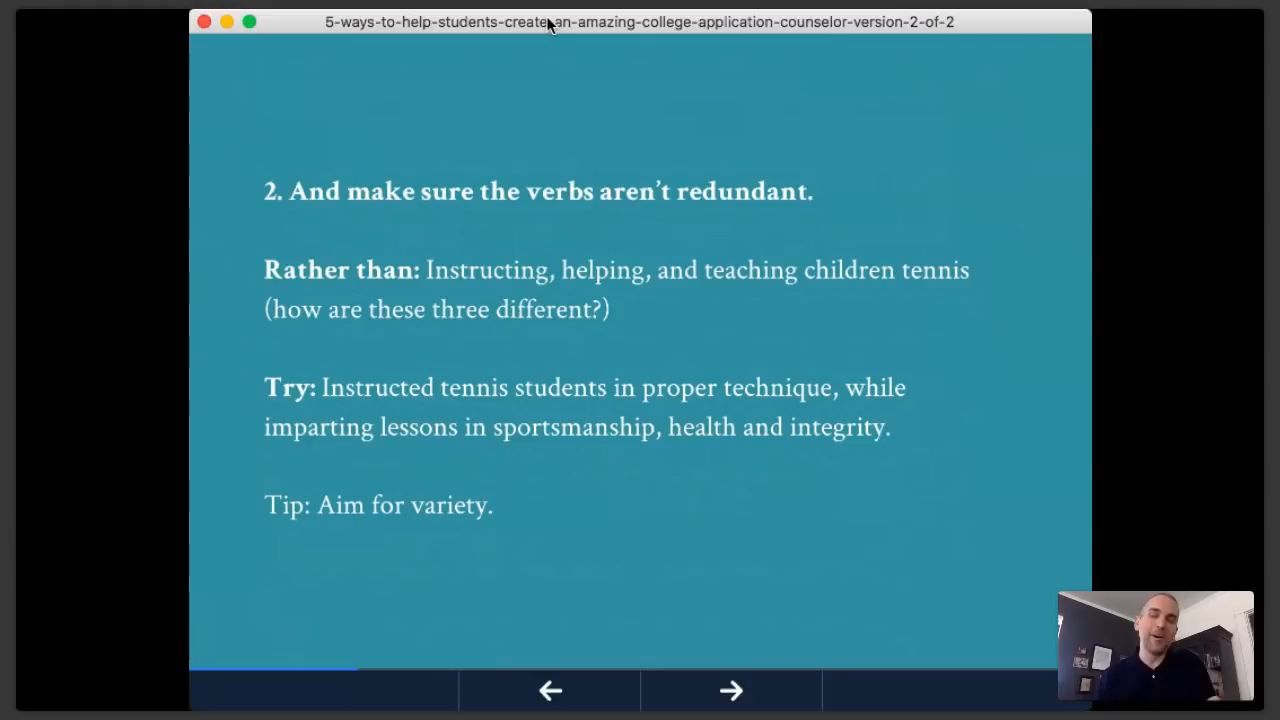 5-ways-to-help-students-create-an-amazing-college-application-counselor-version-2-of-2
2. And make sure the verbs aren’t redundant.
Rather than: Instructing, helping, and teaching children tennis
(how are these three different?)
Try: Instructed tennis students in proper technique, while
imparting lessons in sportsmanship, health and integrity.
Tip: Aim for variety.